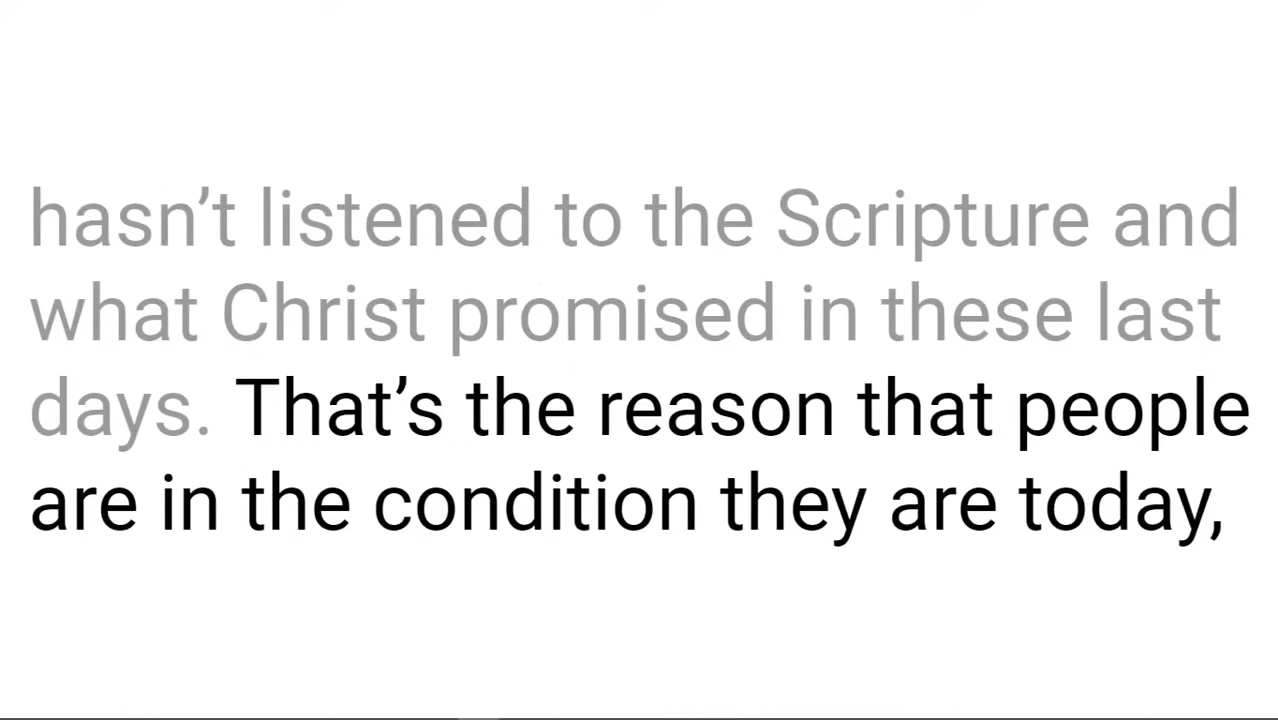 hasn’t listened to the Scripture and
what Christ promised in these last
days. That’s the reason that people
are in the condition they are today,